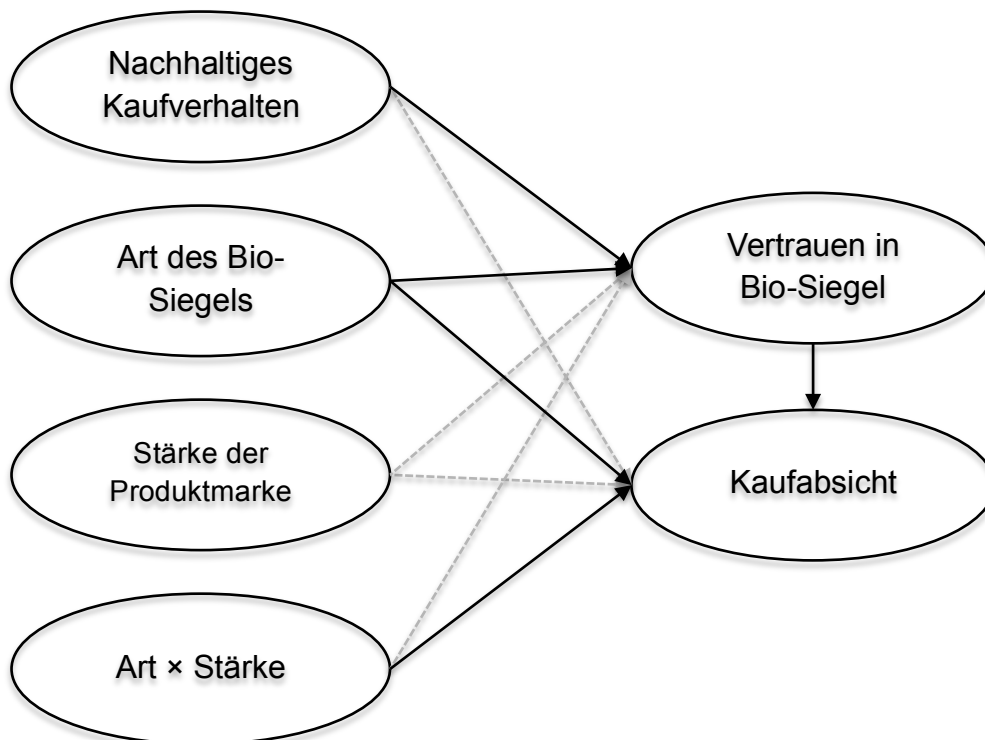 Nachhaltiges
Kaufverhalten
Art des Bio-
Siegels
Stärke der
Produktmarke
Art × Stärke
Vertrauen in
Bio-Siegel
Kaufabsicht